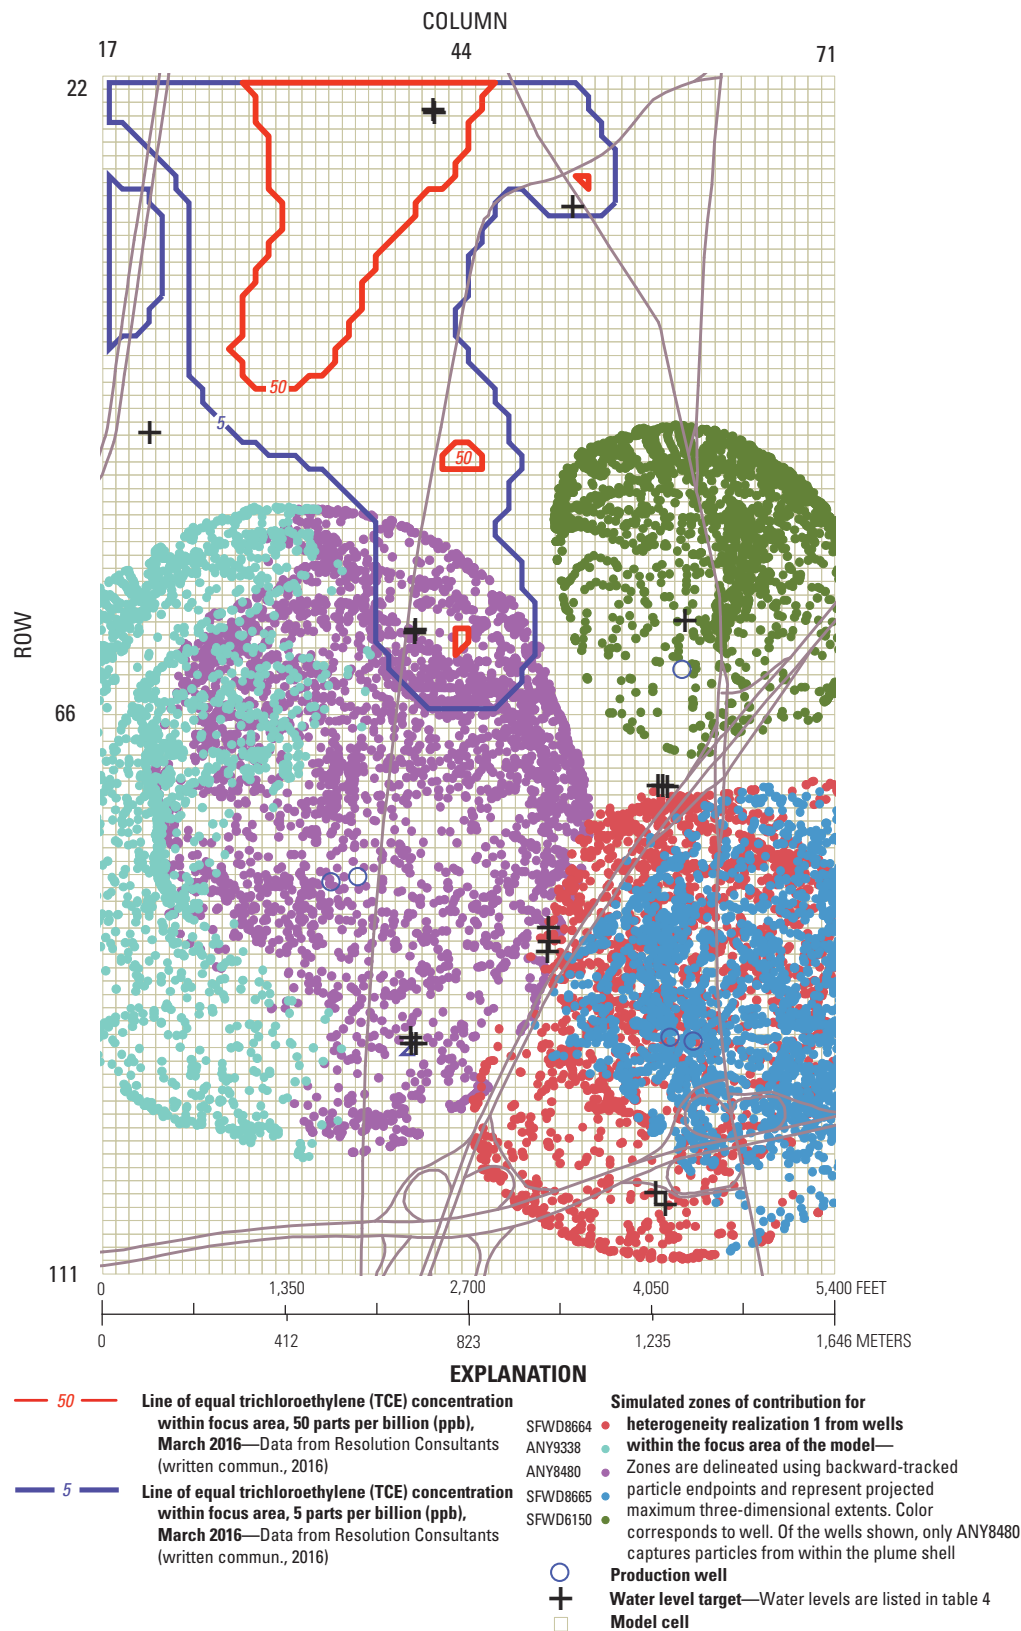 COLUMN
17 44 71
22
50
5
50
ROW
66
111
0 1,350 2,700 4,050 5,400 FEET
0 412 823 1,235 1,646 METERS
EXPLANATION
50 Line of equal trichloroethylene (TCE) concentration
within focus area, 50 parts per billion (ppb),
March 2016—Data from Resolution Consultants
(written commun., 2016)
5 Line of equal trichloroethylene (TCE) concentration
within focus area, 5 parts per billion (ppb),
March 2016—Data from Resolution Consultants
(written commun., 2016)
Simulated zones of contribution for
SFWD8664 heterogeneity realization 1 from wells
ANY9338 within the focus area of the model—
ANY8480 Zones are delineated using backward-tracked
particle endpoints and represent projected
SFWD8665 maximum three-dimensional extents. Color
SFWD6150 corresponds to well. Of the wells shown, only ANY8480
captures particles from within the plume shell
Production well
Water level target—Water levels are listed in table 4
Model cell